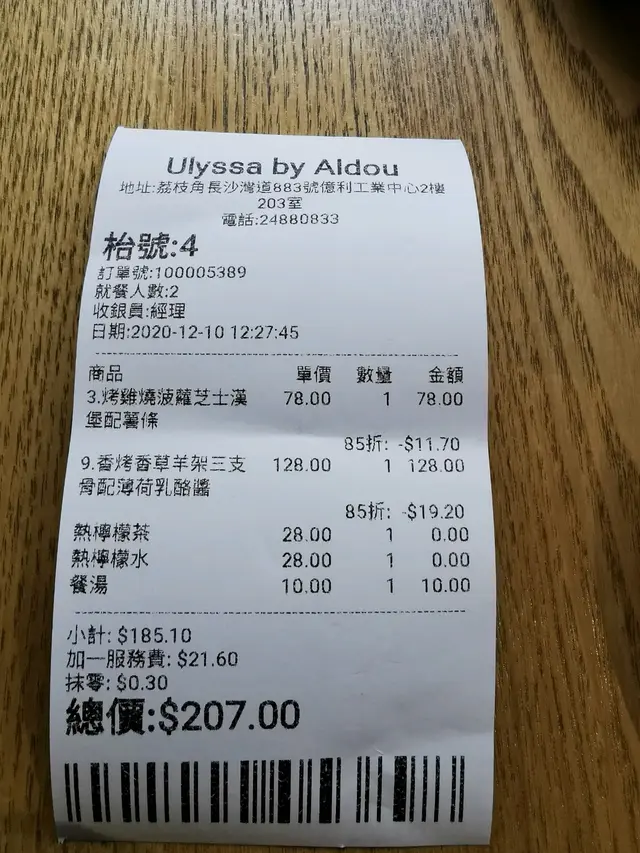 Ulyssa by Aldou
地址:荔枝角長沙灣道883號億利工業中心2樓
203室
電話:24880833
枱號:4
訂單號:100005389
就餐人數:2
收銀員:經理
日期:2020-12-10 12:27:45
商品 單價 數量 金額
3.烤雞燒波蘿芝士漢 78.00 1 78.00
堡配薯條
85折: -$11.70
9.香烤香草羊架三支 128.00 1 128.00
骨配薄荷乳酪醬
85折: -$19.20
熱檸檬茶 28.00 1 0.00
熱檸檬水 28.00 1 0.00
餐湯 10.00 1 10.00
小計: $185.10
加一服務費: $21.60
抹零: $0.30
總價:$207.00